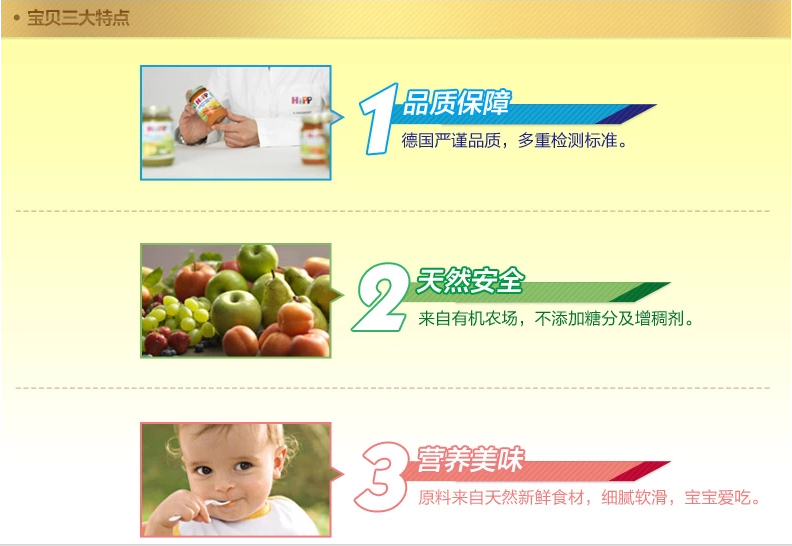 • 宝贝三大特点
HiPP
HiPP
HiPP
HiPP
1 品质保障
德国严谨品质，多重检测标准。
2 天然安全
来自有机农场，不添加糖分及增稠剂。
3 营养美味
原料来自天然新鲜食材，细腻软滑，宝宝爱吃。